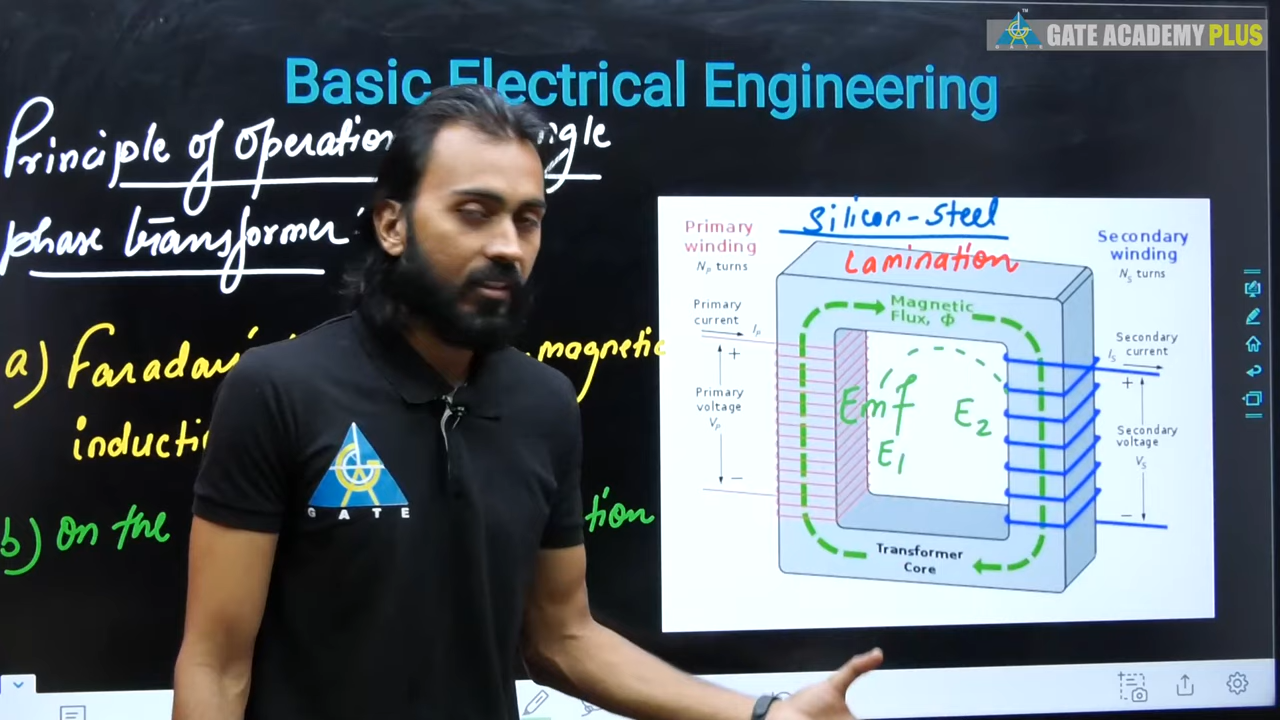 GATE ACADEMY PLUS
Basic Electrical Engineering
Principle of operation
phase transformer
a) Faraday's magnetic
induction
b) on the tion
Silicon-Steel
Lamination
Primary
winding
Np turns
Secondary
winding
Ns turns
Magnetic
Flux, Φ
Primary
current
Ip
+
Primary
voltage
Vp
−
Emf
E1
E2
Secondary
current
Is
+
Secondary
voltage
Vs
−
Transformer
Core
GATE